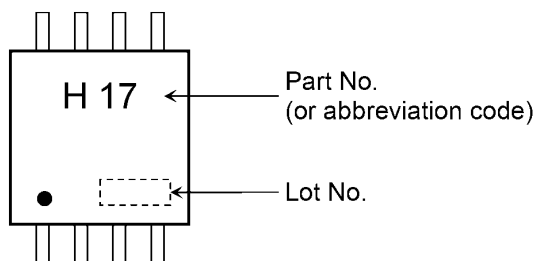 H 17
Part No.
(or abbreviation code)
Lot No.